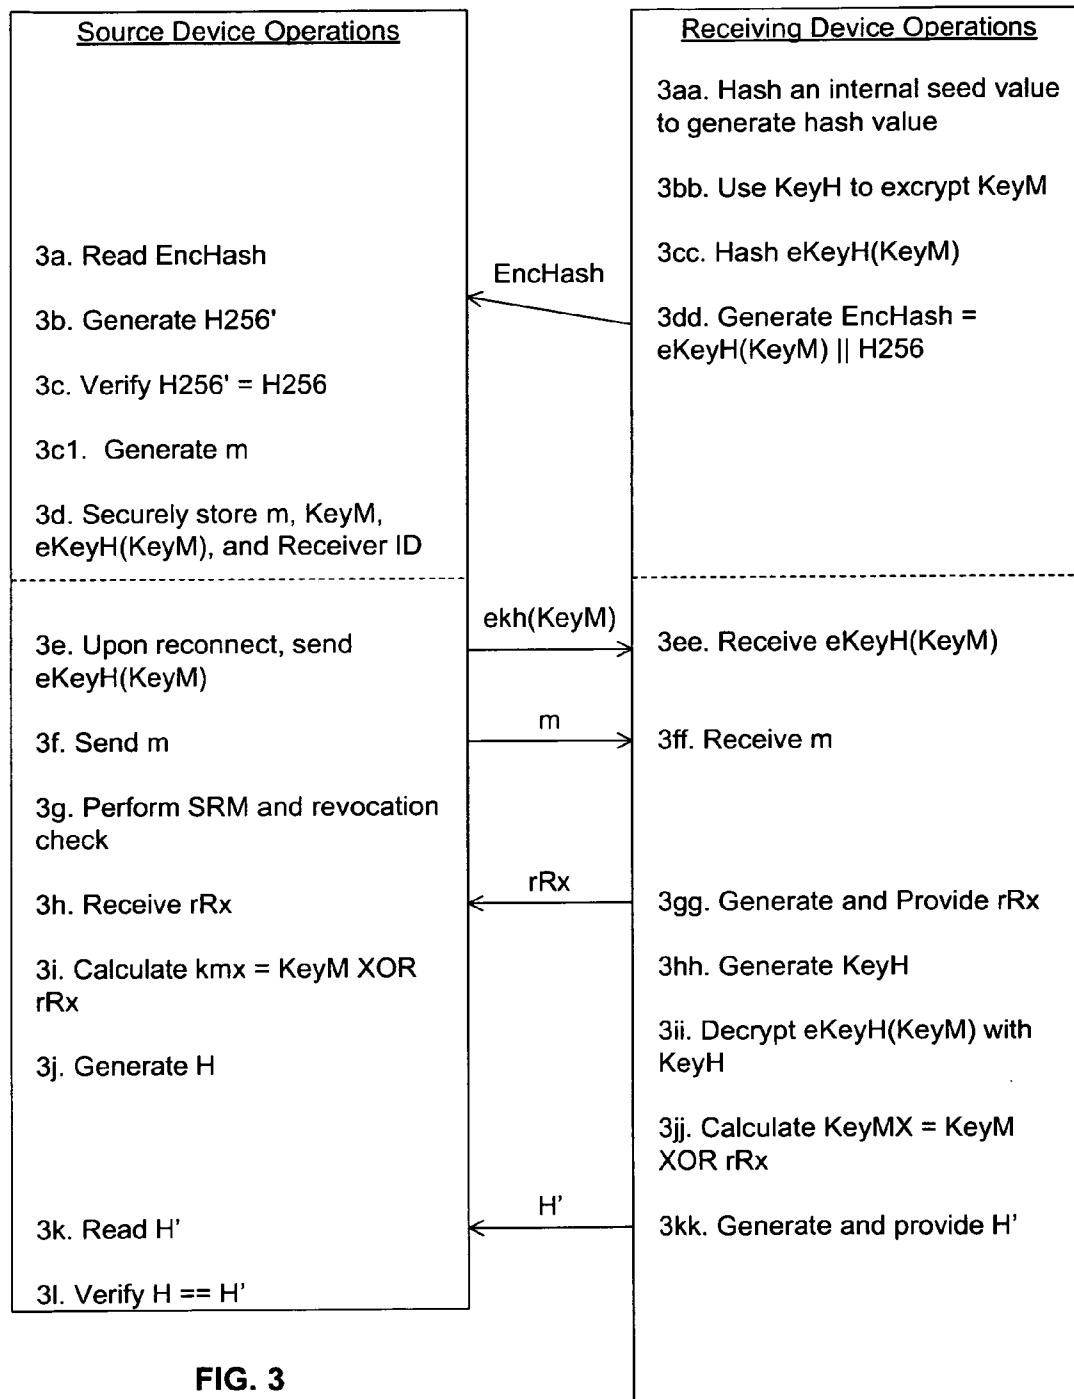 Source Device Operations
3a. Read EncHash
3b. Generate H256'
3c. Verify H256' = H256
3c1. Generate m
3d. Securely store m, KeyM,
eKeyH(KeyM), and Receiver ID
3e. Upon reconnect, send
eKeyH(KeyM)
3f. Send m
3g. Perform SRM and revocation
check
3h. Receive rRx
3i. Calculate kmx = KeyM XOR
rRx
3j. Generate H
3k. Read H'
3l. Verify H == H'
EncHash
ekh(KeyM)
m
rRx
H'
Receiving Device Operations
3aa. Hash an internal seed value
to generate hash value
3bb. Use KeyH to excrypt KeyM
3cc. Hash eKeyH(KeyM)
3dd. Generate EncHash =
eKeyH(KeyM) || H256
3ee. Receive eKeyH(KeyM)
3ff. Receive m
3gg. Generate and Provide rRx
3hh. Generate KeyH
3ii. Decrypt eKeyH(KeyM) with
KeyH
3jj. Calculate KeyMX = KeyM
XOR rRx
3kk. Generate and provide H'
FIG. 3